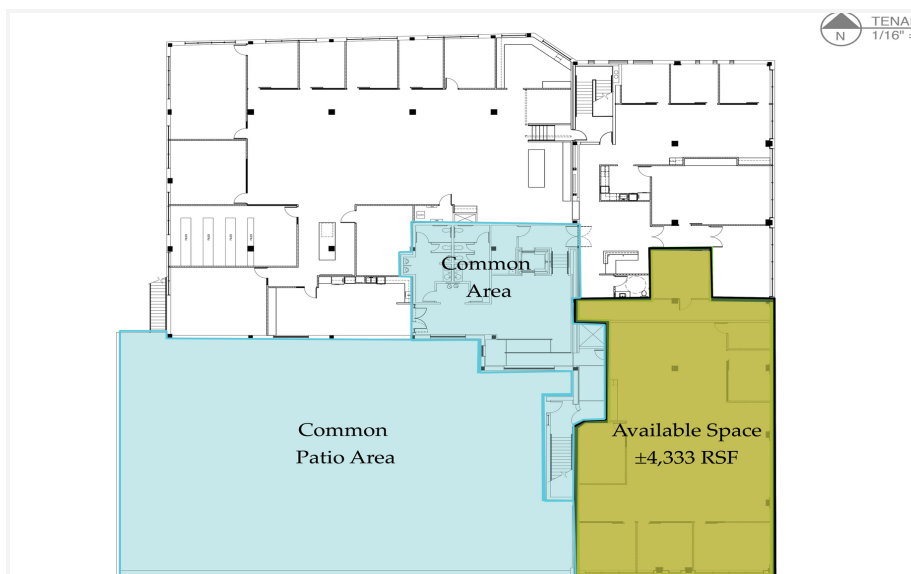 TENA
N
1/16"
Common
Area
Common
Patio Area
Available Space
±4,333 RSF